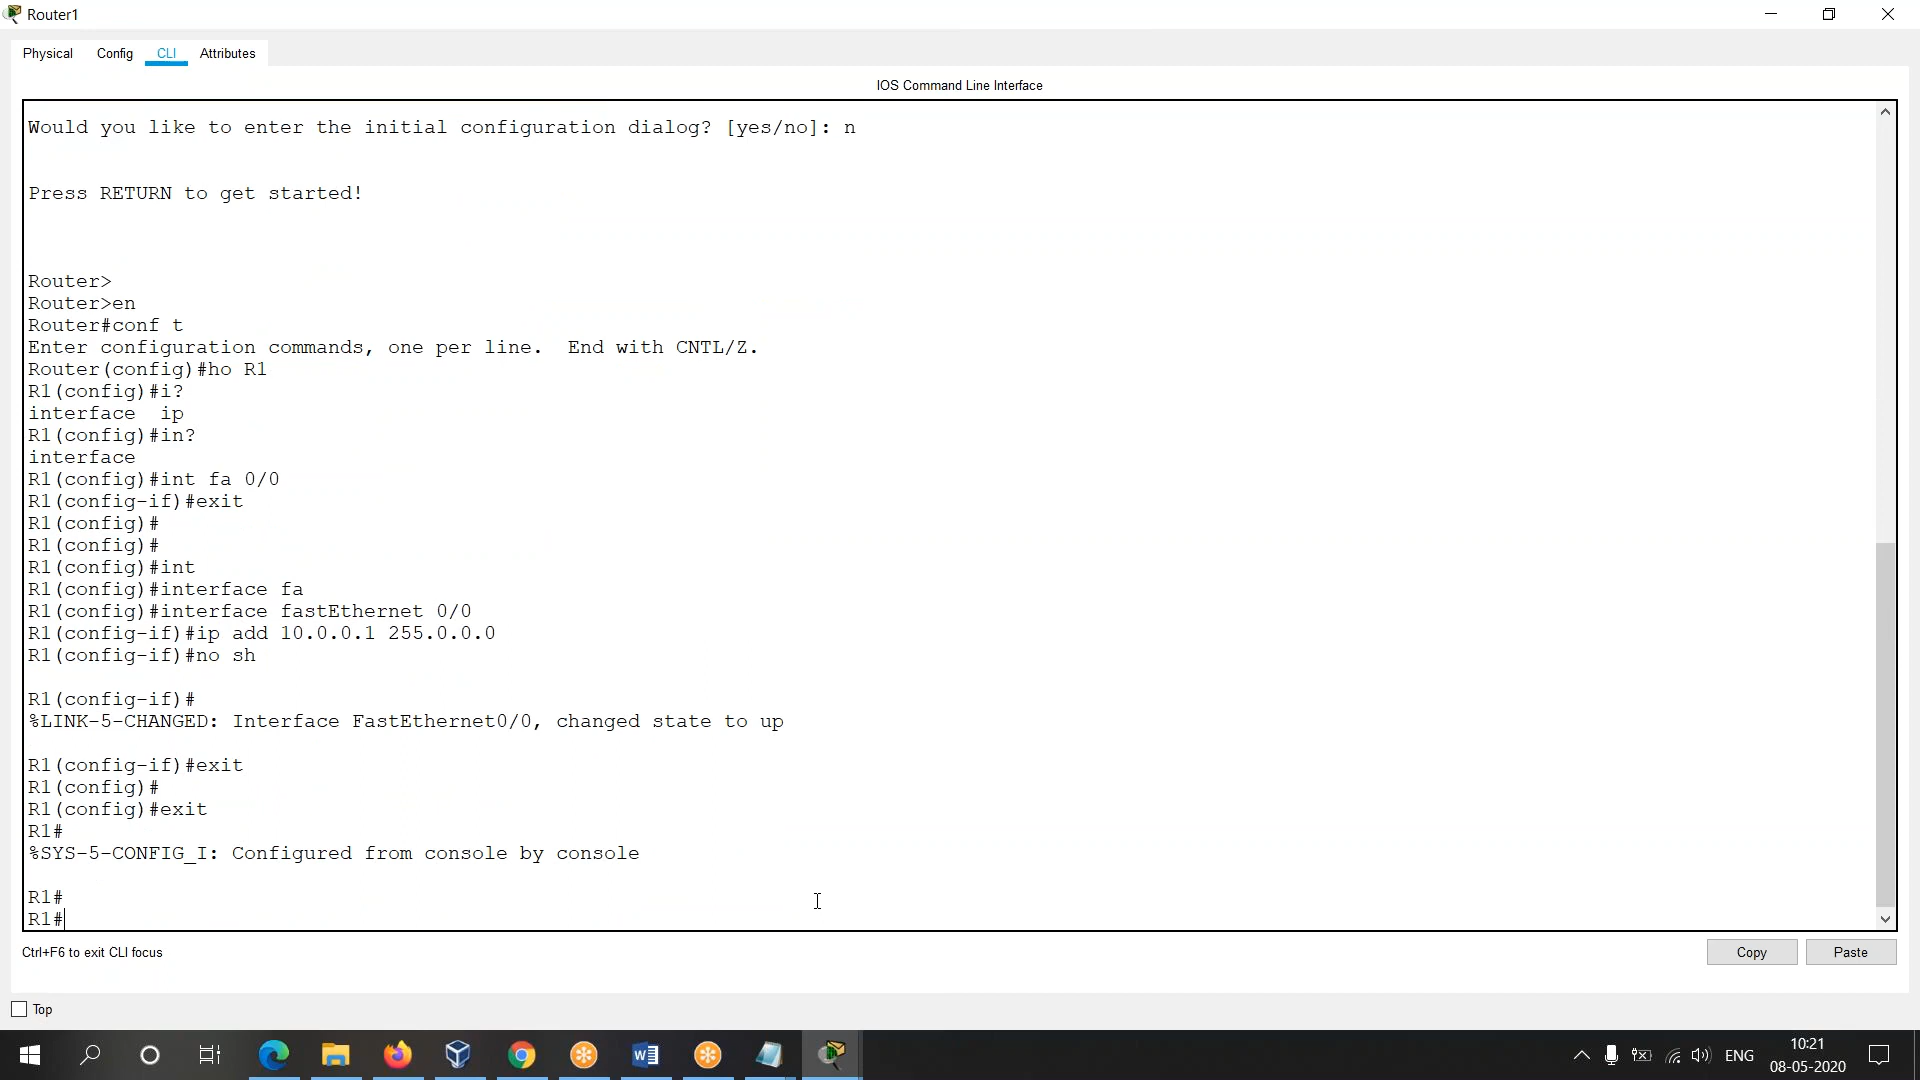 Router1
Physical Config CLI Attributes
IOS Command Line Interface
Would you like to enter the initial configuration dialog? [yes/no]: n
Press RETURN to get started!
Router>
Router>en
Router#conf t
Enter configuration commands, one per line.  End with CNTL/Z.
Router(config)#ho R1
R1(config)#i?
interface  ip
R1(config)#in?
interface
R1(config)#int fa 0/0
R1(config-if)#exit
R1(config)#
R1(config)#
R1(config)#int
R1(config)#interface fa
R1(config)#interface fastEthernet 0/0
R1(config-if)#ip add 10.0.0.1 255.0.0.0
R1(config-if)#no sh
R1(config-if)#
%LINK-5-CHANGED: Interface FastEthernet0/0, changed state to up
R1(config-if)#exit
R1(config)#
R1(config)#exit
R1#
%SYS-5-CONFIG_I: Configured from console by console
R1#
R1#
Ctrl+F6 to exit CLI focus
Copy Paste
Top
ENG
10:21
08-05-2020